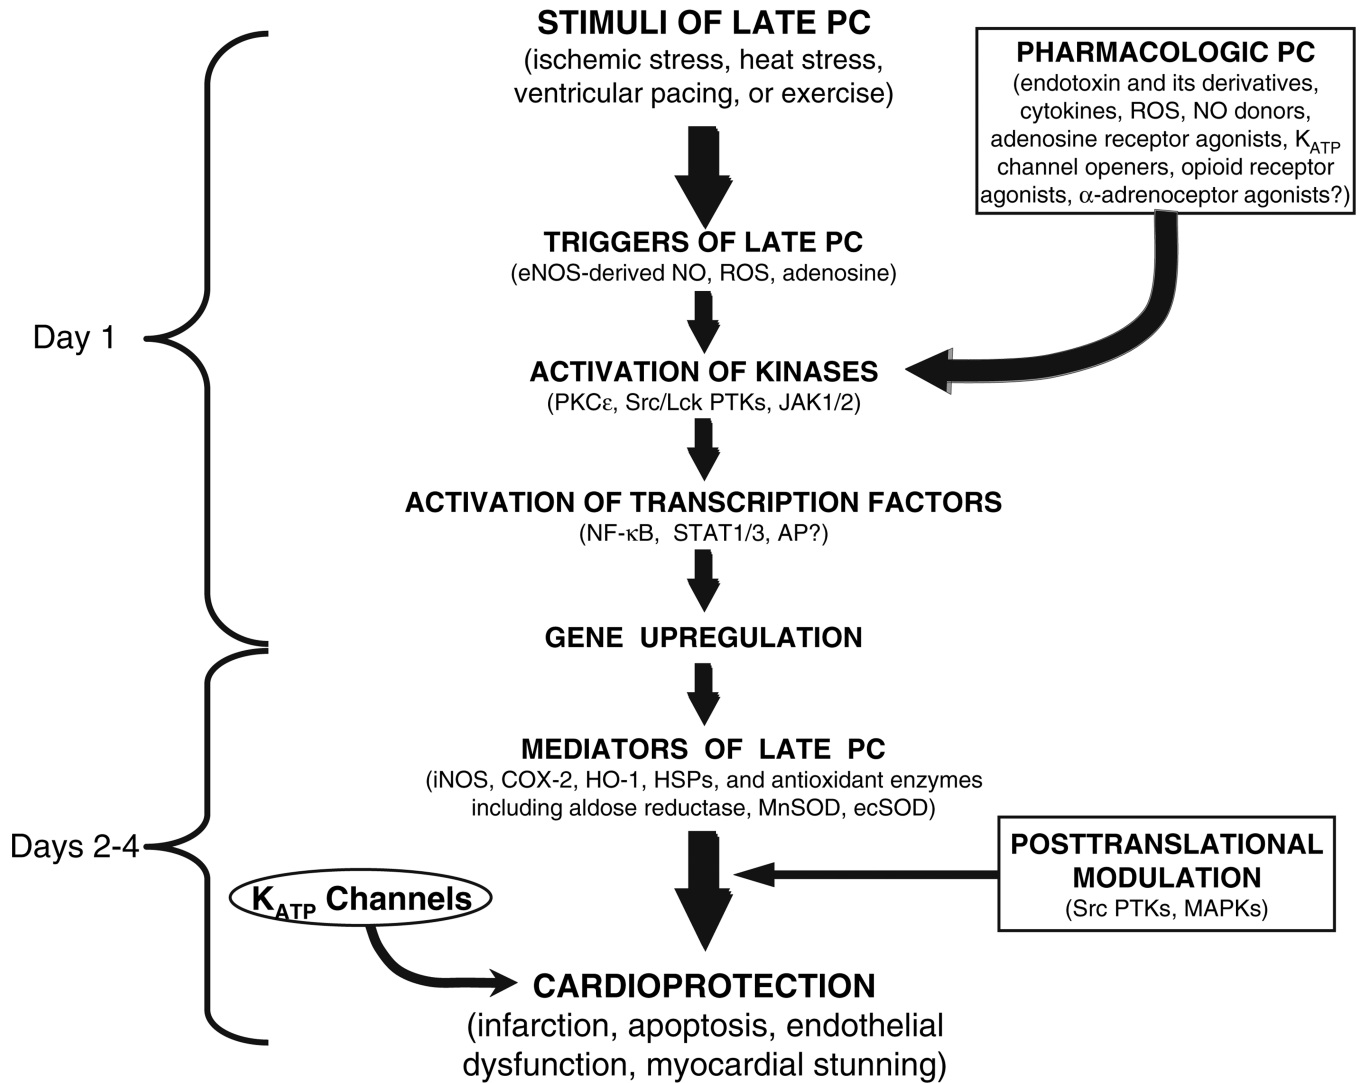 STIMULI OF LATE PC
(ischemic stress, heat stress,
ventricular pacing, or exercise)
PHARMACOLOGIC PC
(endotoxin and its derivatives,
cytokines, ROS, NO donors,
adenosine receptor agonists, KATP
channel openers, opioid receptor
agonists, α-adrenoceptor agonists?)
TRIGGERS OF LATE PC
(eNOS-derived NO, ROS, adenosine)
Day 1
ACTIVATION OF KINASES
(PKCε, Src/Lck PTKs, JAK1/2)
ACTIVATION OF TRANSCRIPTION FACTORS
(NF-κB, STAT1/3, AP?)
GENE UPREGULATION
MEDIATORS OF LATE PC
(iNOS, COX-2, HO-1, HSPs, and antioxidant enzymes
including aldose reductase, MnSOD, ecSOD)
Days 2-4
POSTTRANSLATIONAL
MODULATION
(Src PTKs, MAPKs)
KATP Channels
CARDIOPROTECTION
(infarction, apoptosis, endothelial
dysfunction, myocardial stunning)